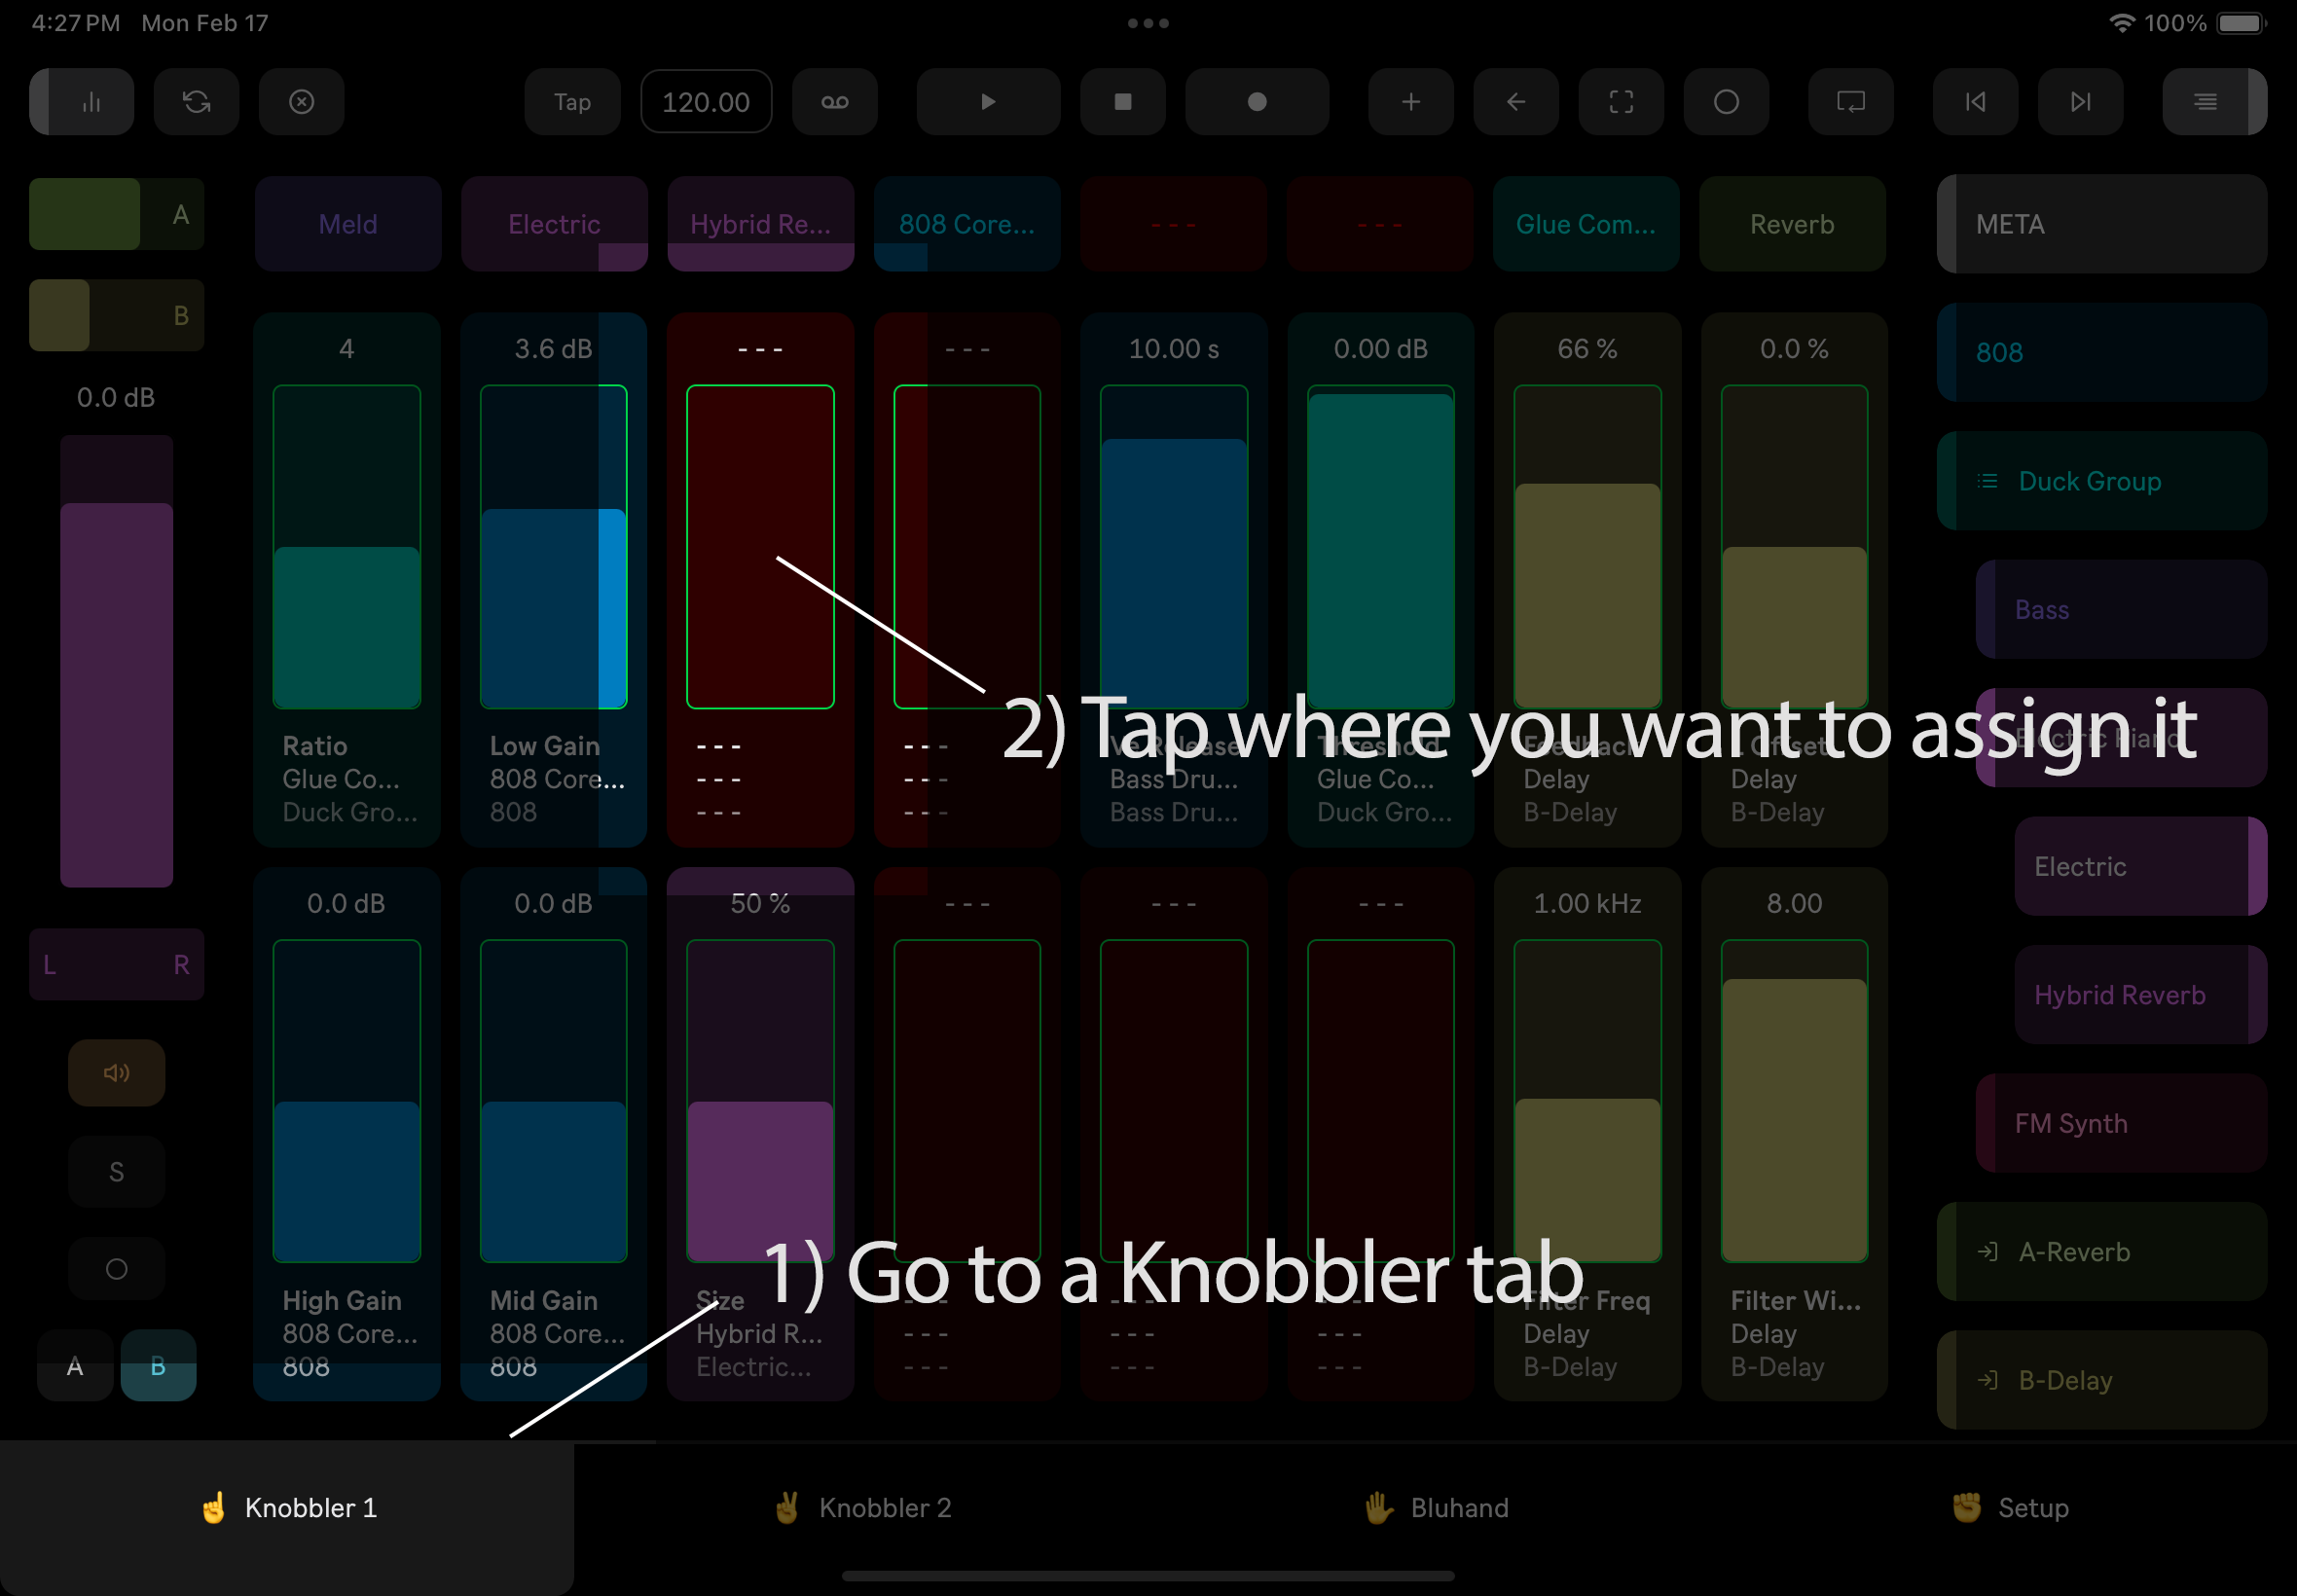 4:27 PM Mon Feb 17
100%
Tap 120.00
A
B
0.0 dB
L R
S
A B
Meld Electric Hybrid Re... 808 Core... --- --- Glue Com... Reverb
4 3.6 dB --- --- 10.00 s 0.00 dB 66 % 0.0 %
2) Tap where you want to assign it
Ratio Low Gain --- --- Ve Release Threshold Feedback Offset
Glue Co... 808 Core... --- --- Bass Dru... Glue Co... Delay Delay
Duck Gro... 808 --- --- Bass Dru... Duck Gro... B-Delay B-Delay
0.0 dB 0.0 dB 50 % --- --- --- 1.00 kHz 8.00
1) Go to a Knobbler tab
High Gain Mid Gain Size --- --- --- Filter Freq Filter Wi...
808 Core... 808 Core... Hybrid R... --- --- --- Delay Delay
808 808 Electric... --- --- --- B-Delay B-Delay
META
808
Duck Group
Bass
Electric Piano
Electric
Hybrid Reverb
FM Synth
A-Reverb
B-Delay
Knobbler 1 Knobbler 2 Bluhand Setup